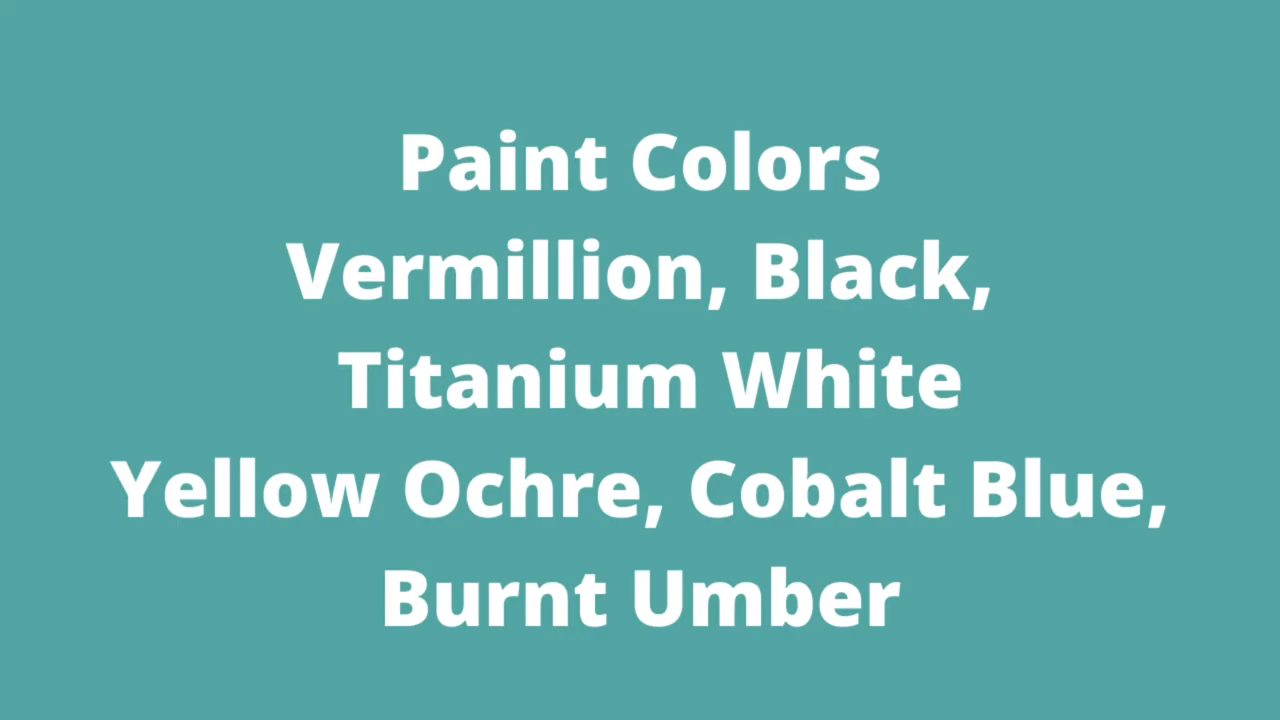 Paint Colors
Vermillion, Black,
Titanium White
Yellow Ochre, Cobalt Blue,
Burnt Umber